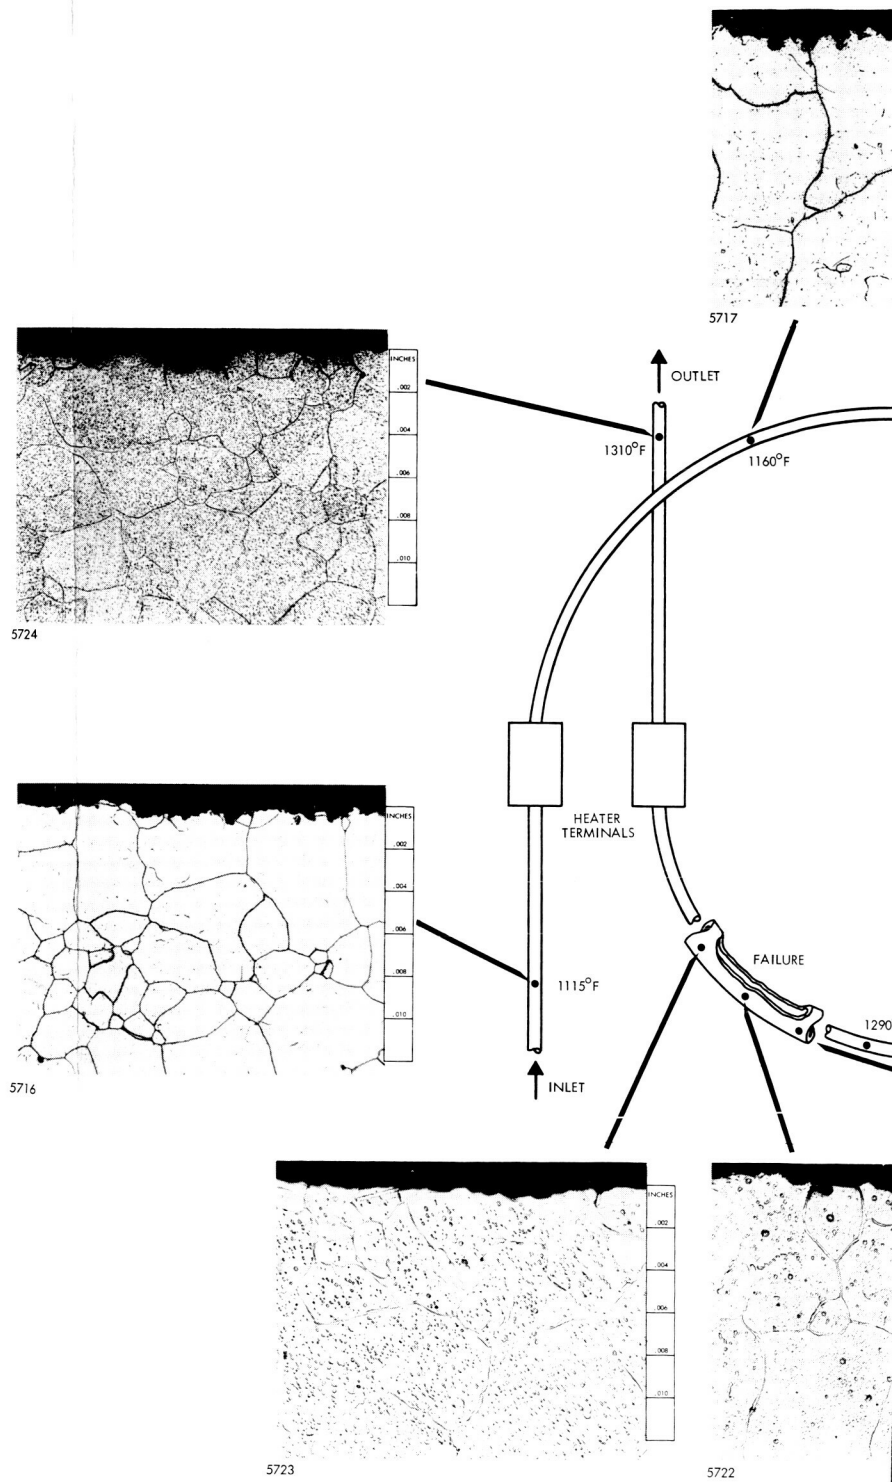 5717
OUTLET
1310°F
1160°F
INCHES
.002
.004
.006
.008
.010
5724
HEATER
TERMINALS
INCHES
.002
.004
.006
.008
.010
FAILURE
1115°F
1290
5716
INLET
INCHES
.002
.004
.006
.008
.010
5723
5722